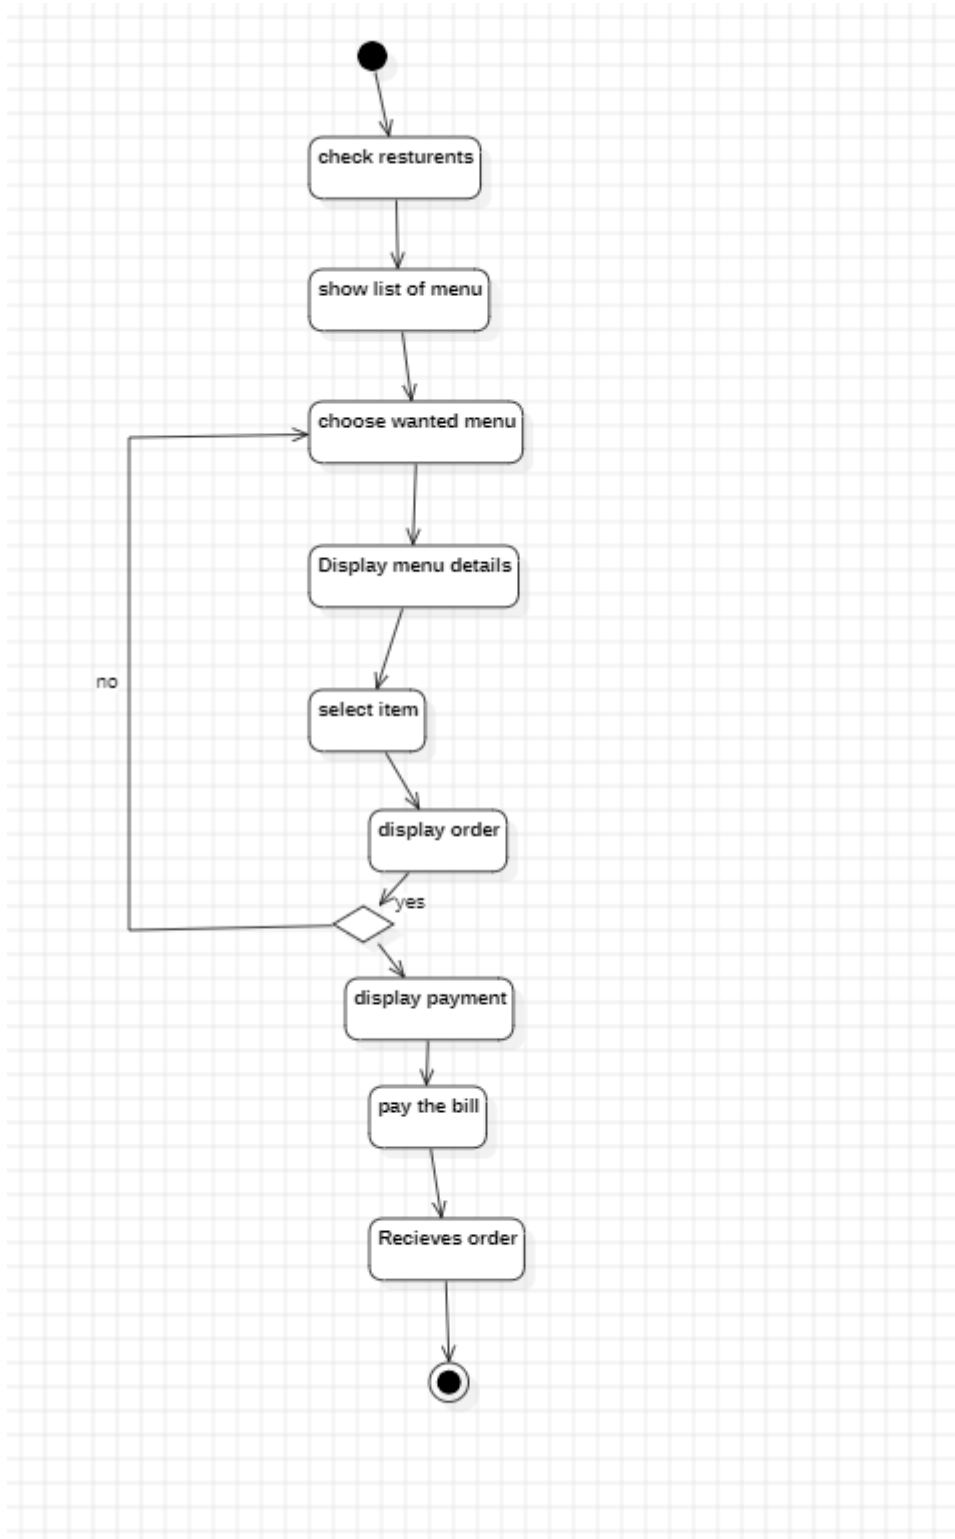 check resturents
show list of menu
choose wanted menu
Display menu details
no
select item
display order
yes
display payment
pay the bill
Recieves order